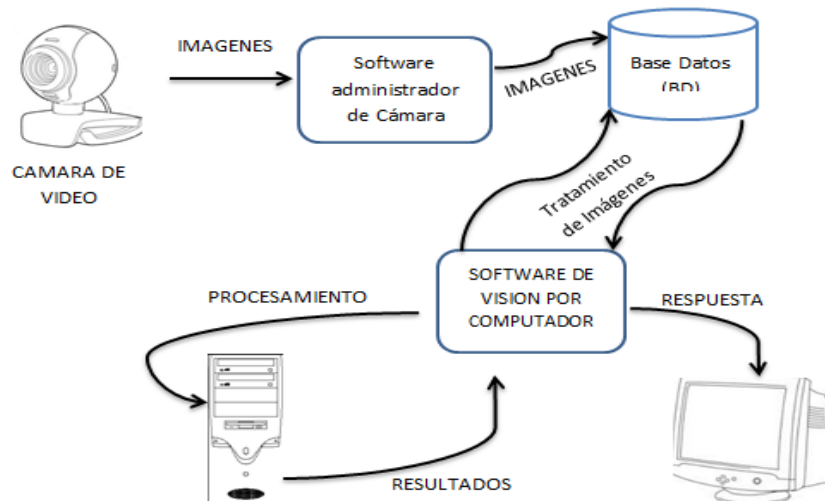 IMAGENES
Software
administrador
de Cámara
IMAGENES
Base Datos
(BD)
CAMARA DE
VIDEO
Tratamiento
de Imágenes
SOFTWARE DE
VISION POR
COMPUTADOR
PROCESAMIENTO
RESPUESTA
RESULTADOS